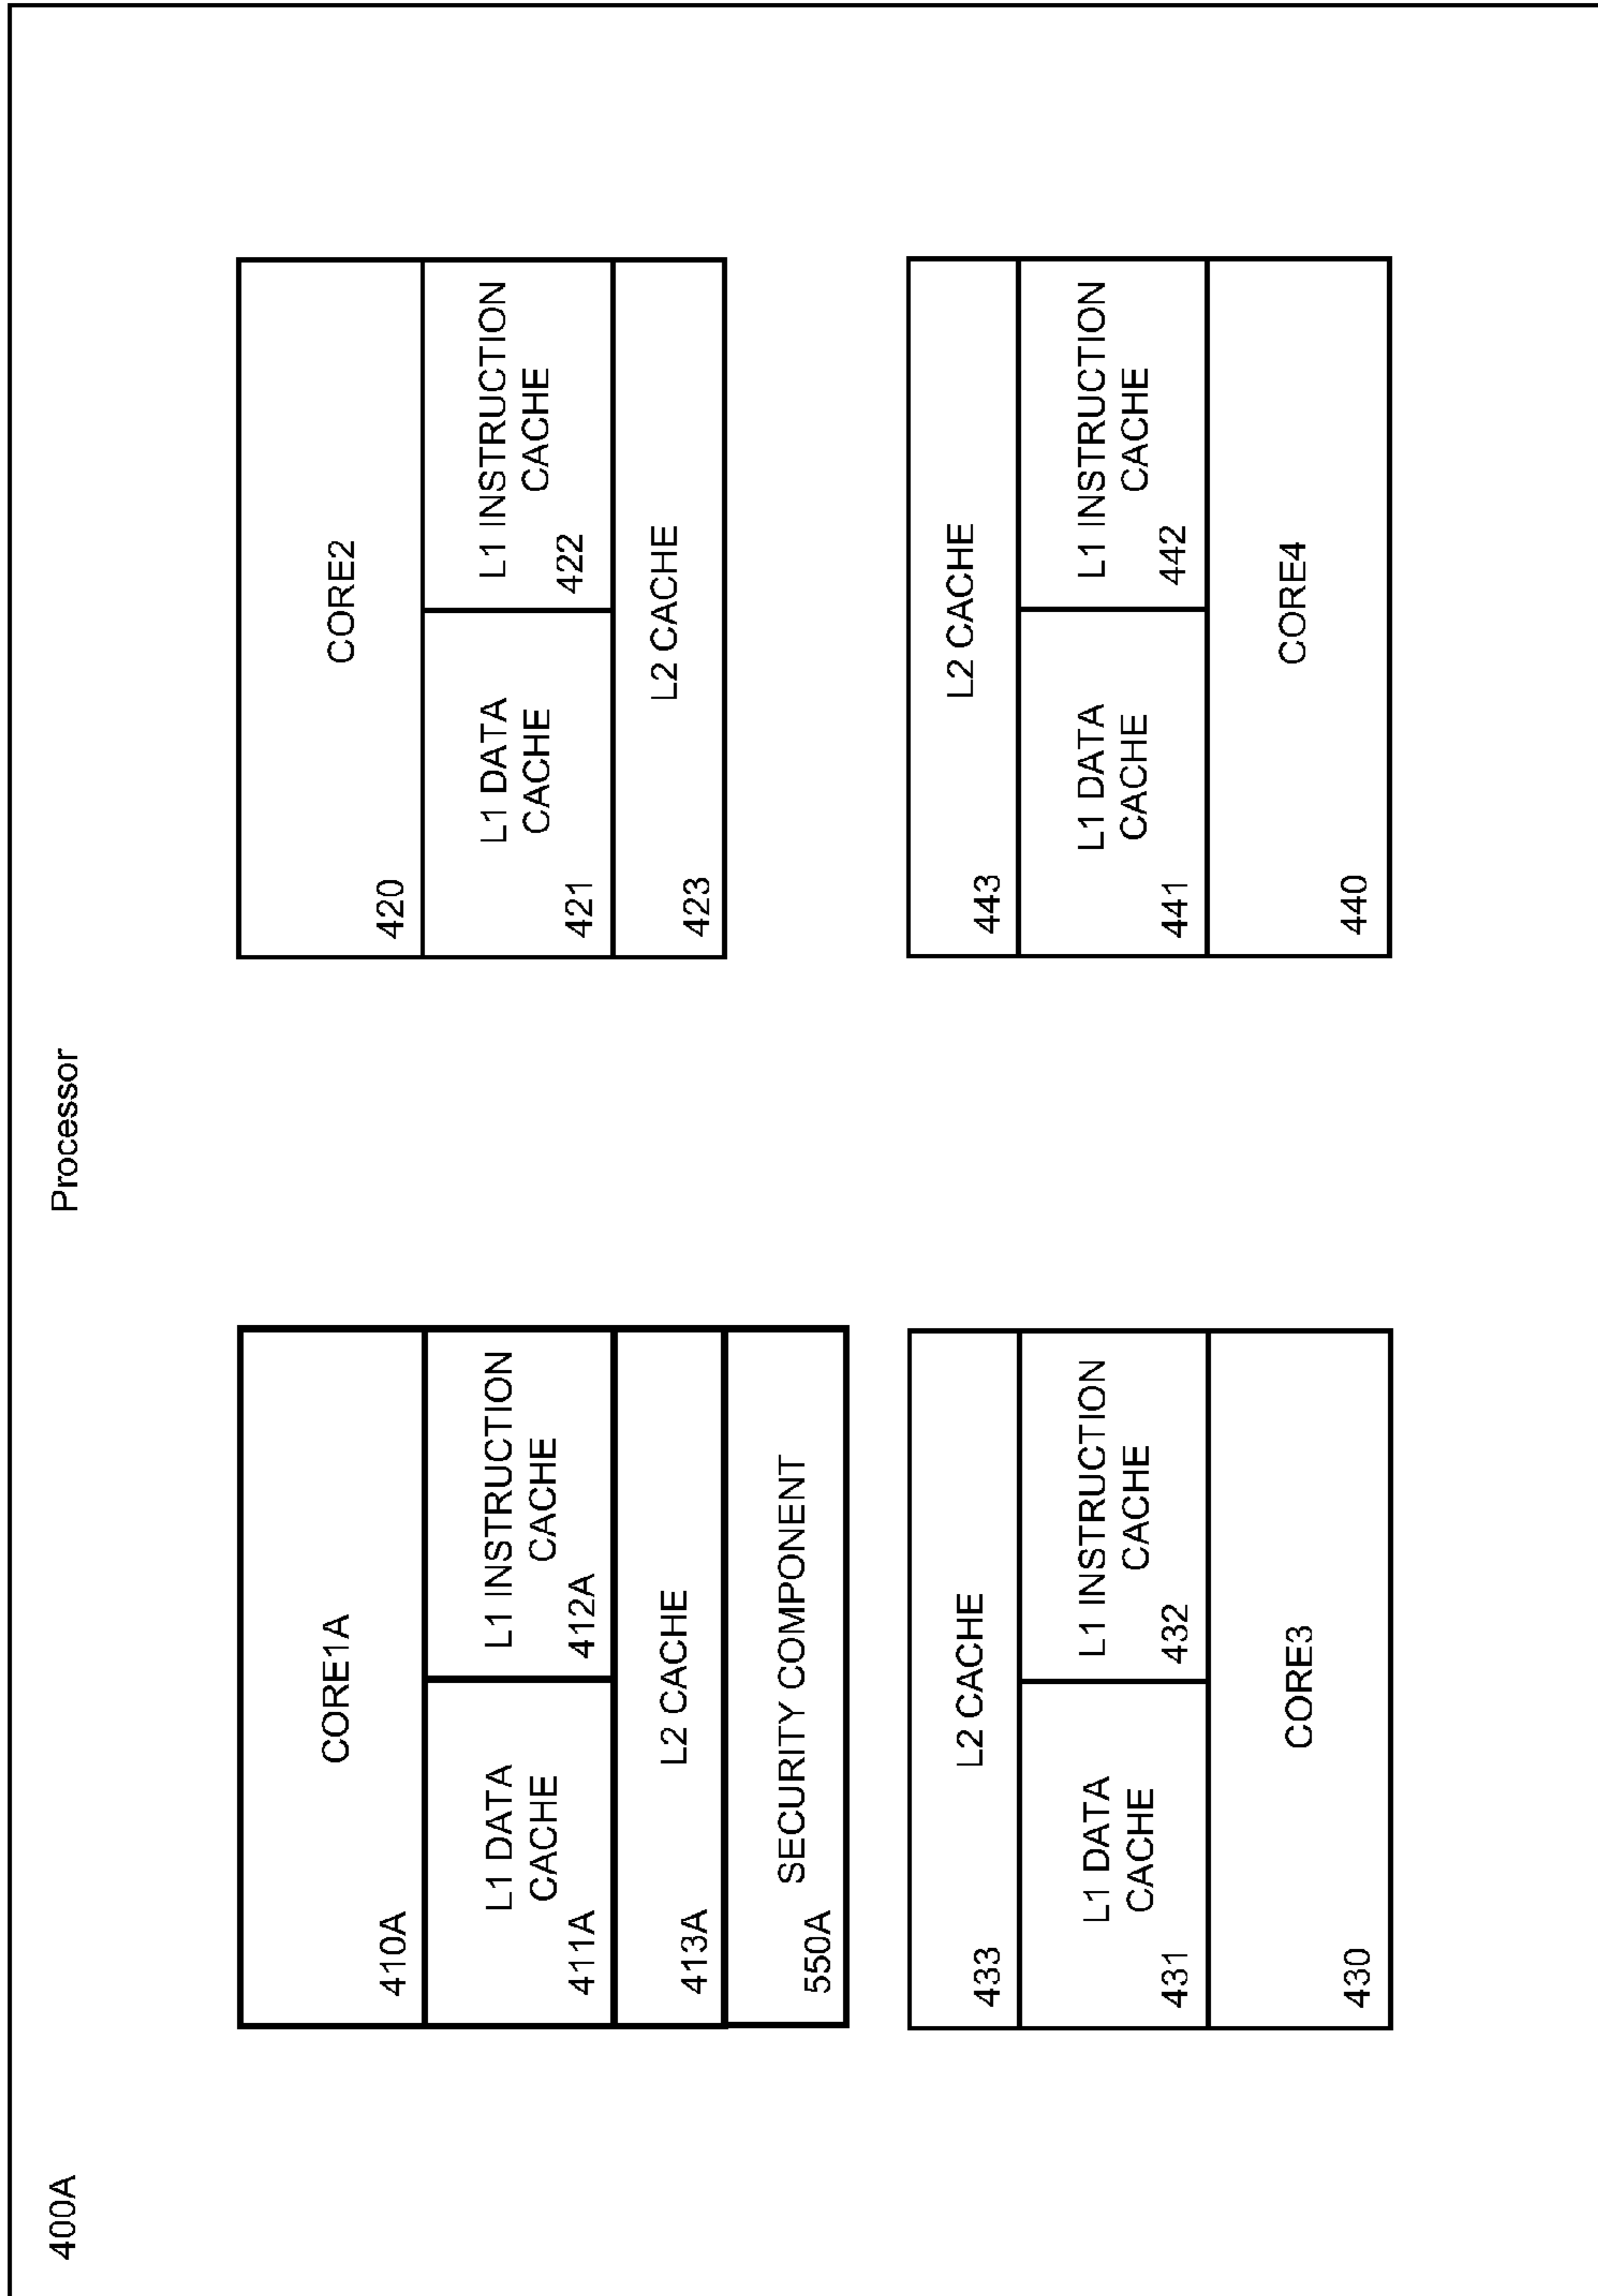 400A
Processor
CORE1A
410A
L1 DATA
CACHE
411A
L1 INSTRUCTION
CACHE
412A
L2 CACHE
413A
SECURITY COMPONENT
550A
CORE2
420
L1 DATA
CACHE
421
L1 INSTRUCTION
CACHE
422
L2 CACHE
423
L2 CACHE
433
L1 DATA
CACHE
431
L1 INSTRUCTION
CACHE
432
CORE3
430
L2 CACHE
443
L1 DATA
CACHE
441
L1 INSTRUCTION
CACHE
442
CORE4
440